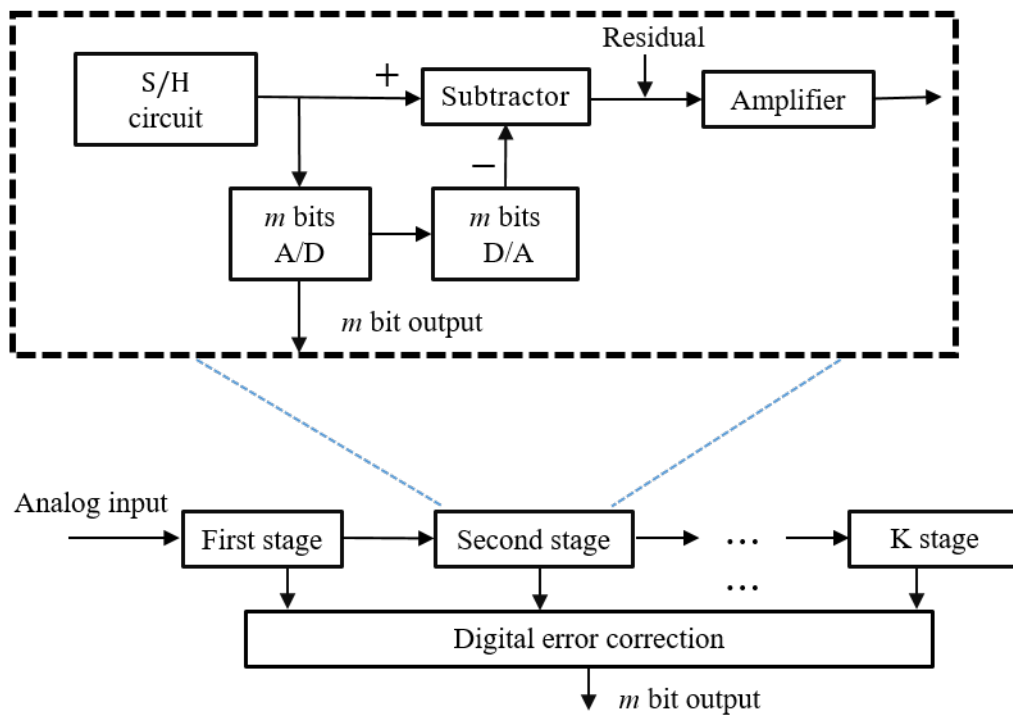 Residual
S/H
circuit
+
Subtractor
Amplifier
−
m bits
A/D
m bits
D/A
m bit output
Analog input
First stage
Second stage
...
K stage
...
Digital error correction
m bit output